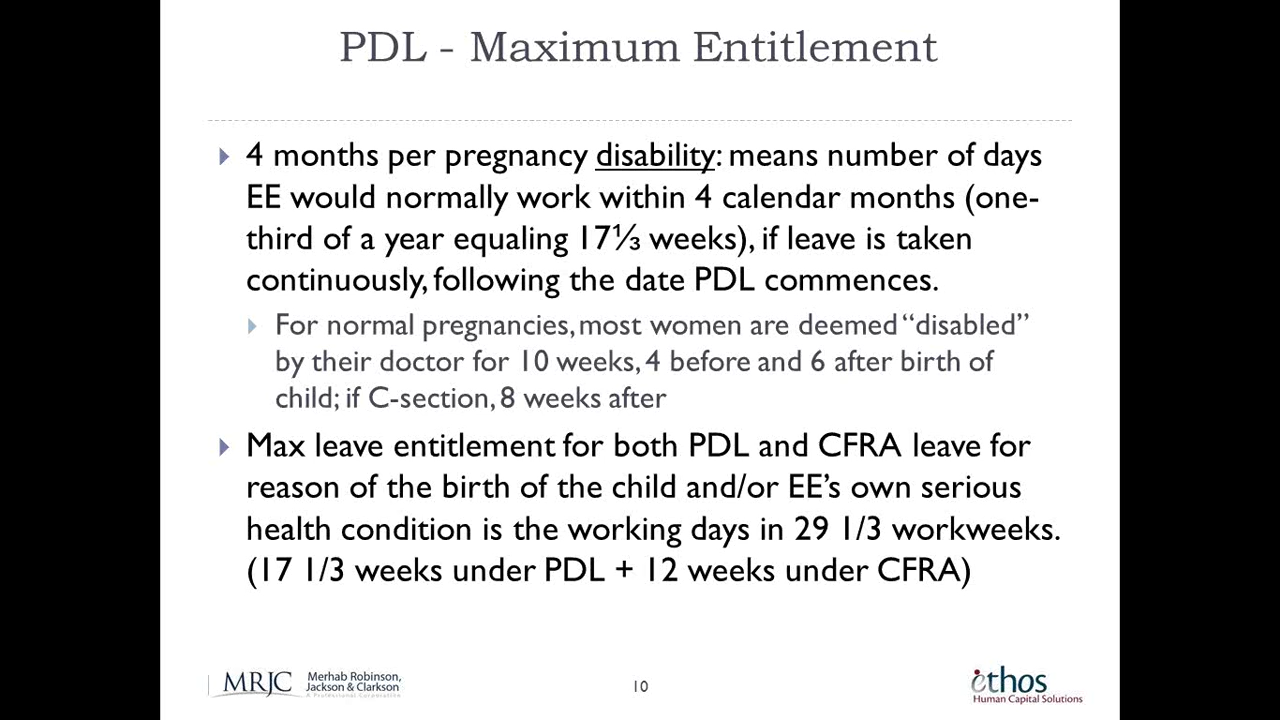 PDL - Maximum Entitlement
4 months per pregnancy disability: means number of days
EE would normally work within 4 calendar months (one-
third of a year equaling 17⅓ weeks), if leave is taken
continuously, following the date PDL commences.
For normal pregnancies, most women are deemed “disabled”
by their doctor for 10 weeks, 4 before and 6 after birth of
child; if C-section, 8 weeks after
Max leave entitlement for both PDL and CFRA leave for
reason of the birth of the child and/or EE’s own serious
health condition is the working days in 29 1/3 workweeks.
(17 1/3 weeks under PDL + 12 weeks under CFRA)
MRJC
Merhab Robinson,
Jackson & Clarkson
A Professional Corporation
10
ethos
Human Capital Solutions